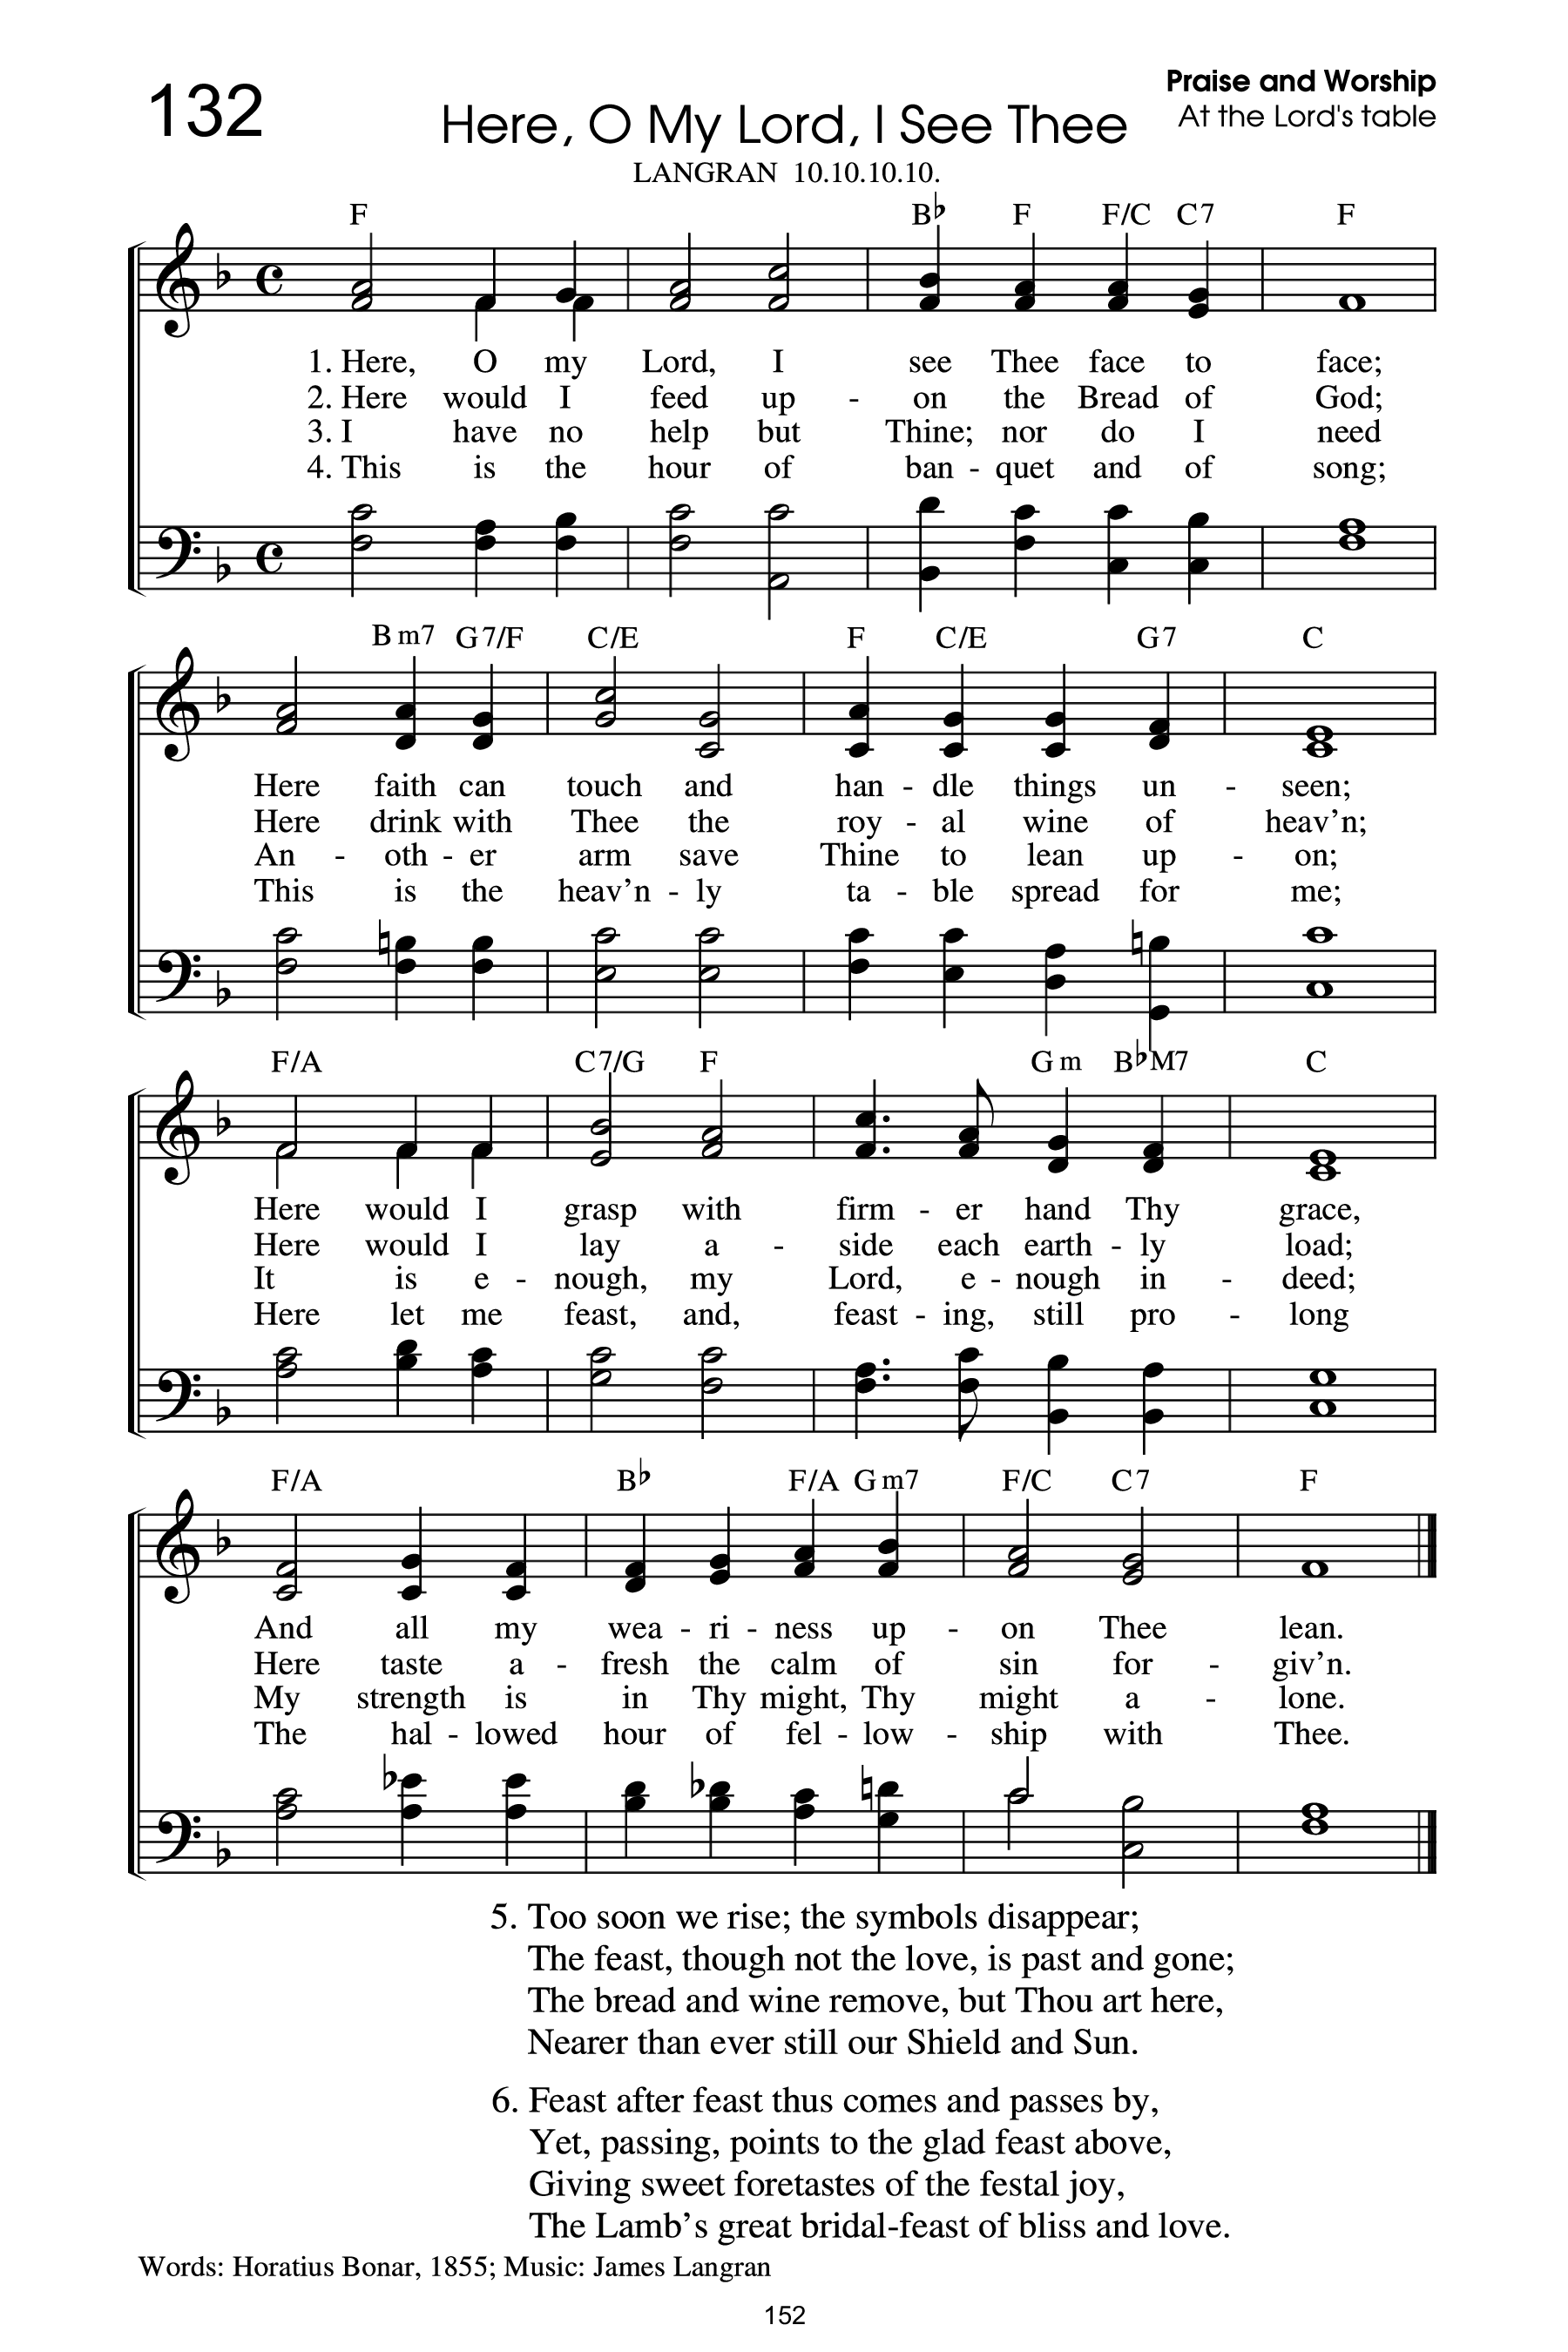 132
Praise and Worship
At the Lord's table
Here, O My Lord, I See Thee
LANGRAN 10.10.10.10.
F B♭ F F/C C7 F
1. Here, O my Lord, I see Thee face to face;
2. Here would I feed up - on the Bread of God;
3. I have no help but Thine; nor do I need
4. This is the hour of ban - quet and of song;
Bm7 G7/F C/E F C/E G7 C
Here faith can touch and han - dle things un - seen;
Here drink with Thee the roy - al wine of heav'n;
An - oth - er arm save Thine to lean up - on;
This is the heav'n - ly ta - ble spread for me;
F/A C7/G F Gm B♭M7 C
Here would I grasp with firm - er hand Thy grace,
Here would I lay a - side each earth - ly load;
It is e - nough, my Lord, e - nough in - deed;
Here let me feast, and, feast - ing, still pro - long
F/A B♭ F/A Gm7 F/C C7 F
And all my wea - ri - ness up - on Thee lean.
Here taste a - fresh the calm of sin for - giv'n.
My strength is in Thy might, Thy might a - lone.
The hal - lowed hour of fel - low - ship with Thee.
5. Too soon we rise; the symbols disappear;
The feast, though not the love, is past and gone;
The bread and wine remove, but Thou art here,
Nearer than ever still our Shield and Sun.
6. Feast after feast thus comes and passes by,
Yet, passing, points to the glad feast above,
Giving sweet foretastes of the festal joy,
The Lamb's great bridal-feast of bliss and love.
Words: Horatius Bonar, 1855; Music: James Langran
152